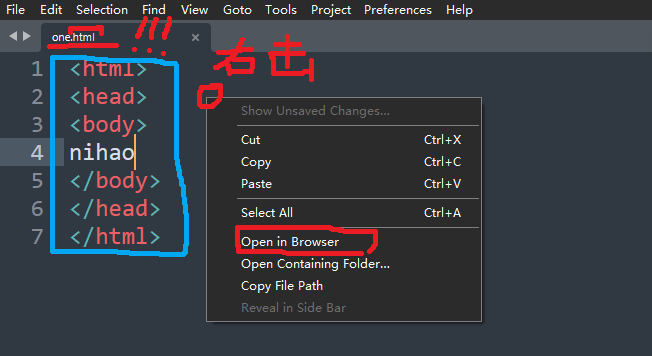 File Edit Selection Find View Goto Tools Project Preferences Help
one.html ×
!!!
右击
1 <html>
2 <head>
3 <body>
4 nihao
5 </body>
6 </head>
7 </html>
Show Unsaved Changes...
Cut Ctrl+X
Copy Ctrl+C
Paste Ctrl+V
Select All Ctrl+A
Open in Browser
Open Containing Folder...
Copy File Path
Reveal in Side Bar